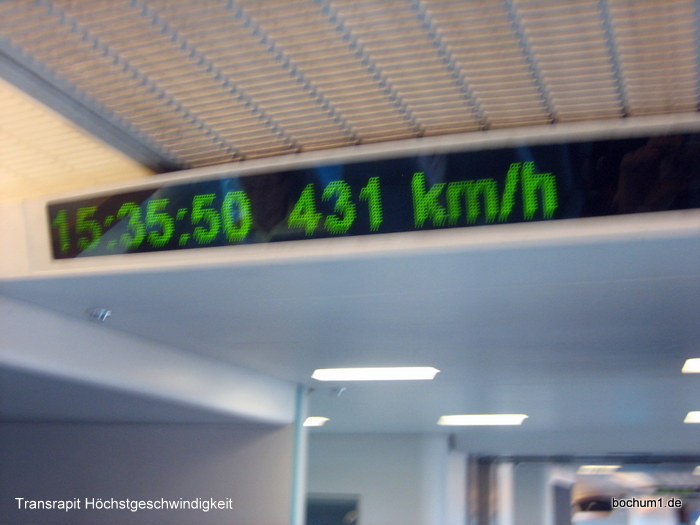 15:35:50 431 km/h
Transrapit Höchstgeschwindigkeit
bochum1.de